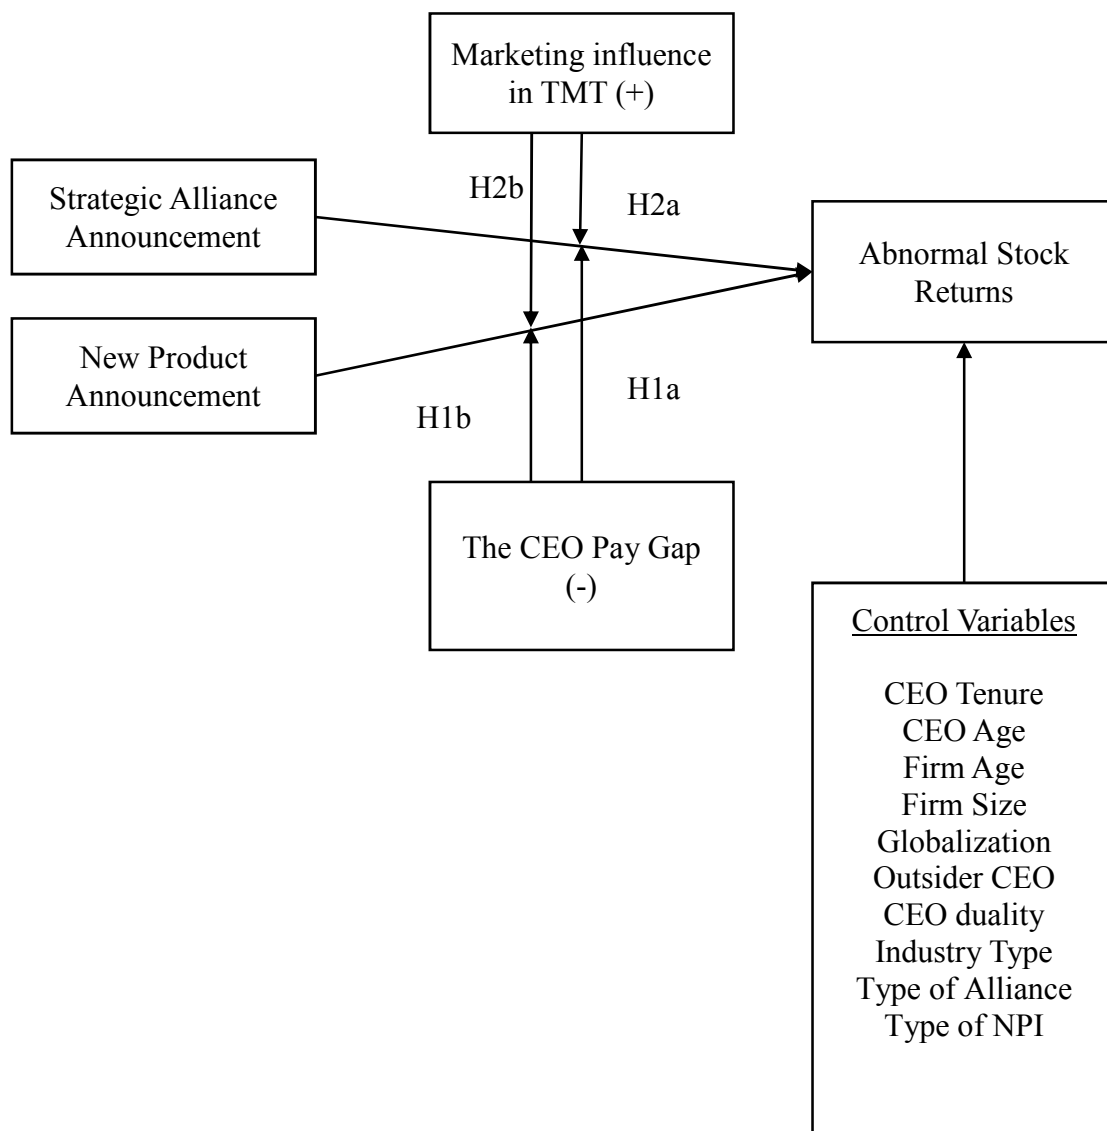 Marketing influence
in TMT (+)
Strategic Alliance
Announcement
H2b
H2a
Abnormal Stock
Returns
New Product
Announcement
H1b
H1a
The CEO Pay Gap
(-)
Control Variables
CEO Tenure
CEO Age
Firm Age
Firm Size
Globalization
Outsider CEO
CEO duality
Industry Type
Type of Alliance
Type of NPI